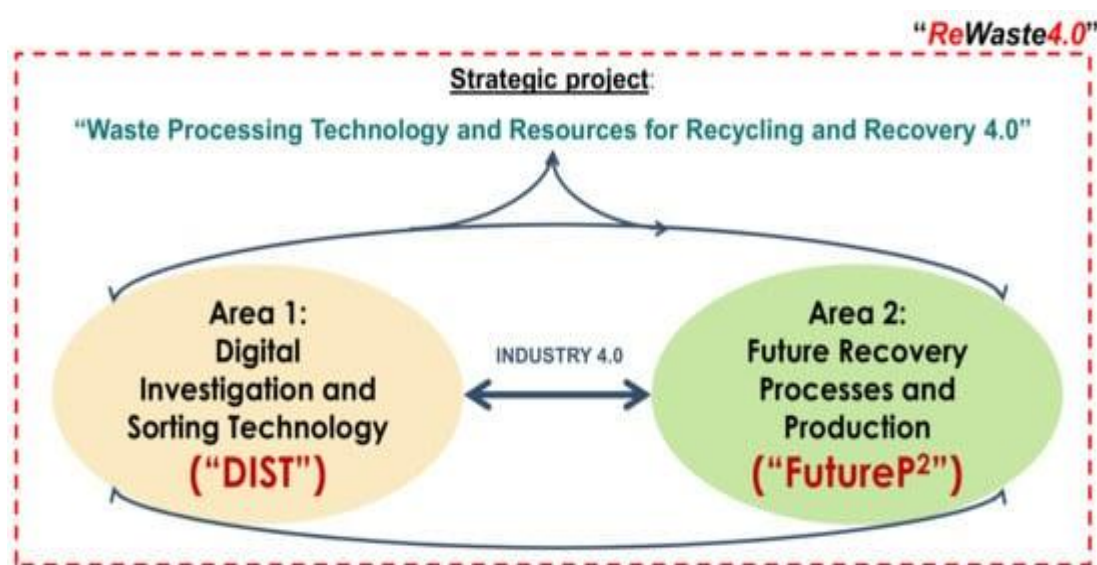 “ReWaste4.0”
Strategic project:
“Waste Processing Technology and Resources for Recycling and Recovery 4.0”
Area 1:
Digital
Investigation and
Sorting Technology
(“DIST”)
INDUSTRY 4.0
Area 2:
Future Recovery
Processes and
Production
(“FutureP²”)